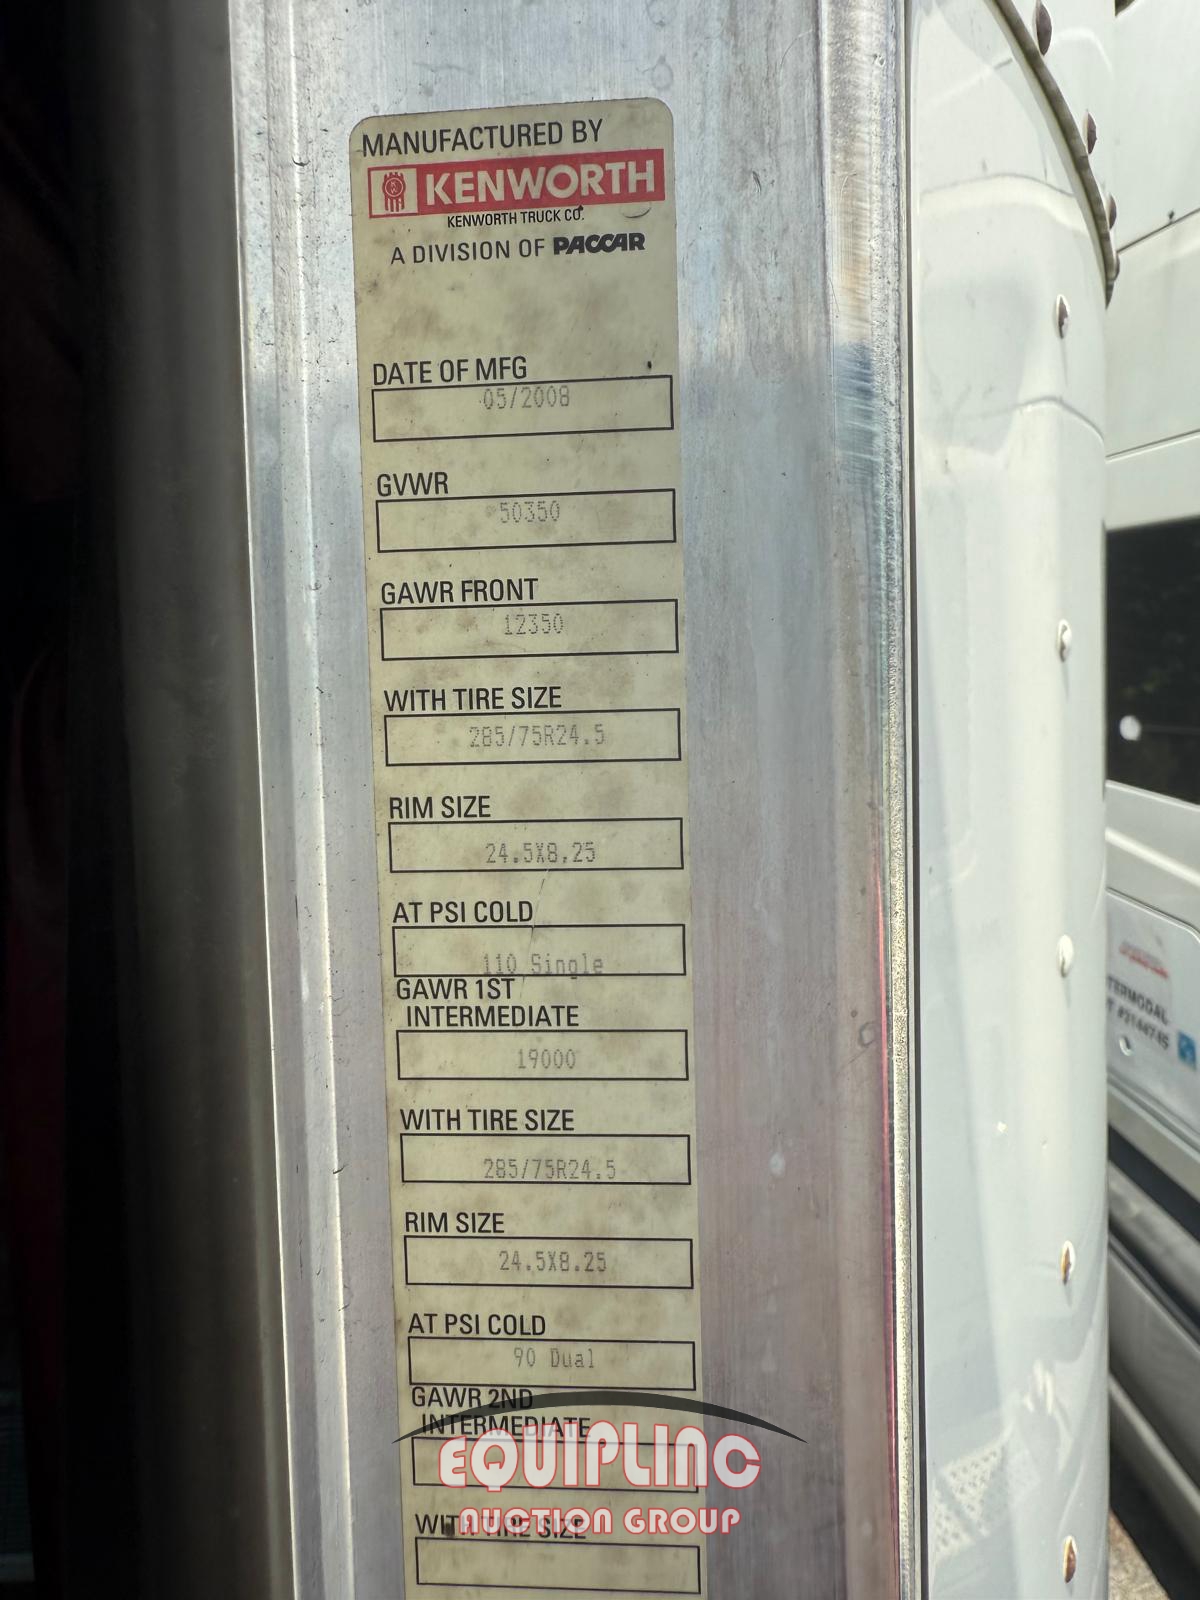 MANUFACTURED BY
KENWORTH
KENWORTH TRUCK CO.
A DIVISION OF PACCAR
DATE OF MFG
05/2008
GVWR
50350
GAWR FRONT
12350
WITH TIRE SIZE
285/75R24.5
RIM SIZE
24.5X8.25
AT PSI COLD
110 Single
GAWR 1ST
INTERMEDIATE
19000
WITH TIRE SIZE
285/75R24.5
RIM SIZE
24.5X8.25
AT PSI COLD
90 Dual
GAWR 2ND
INTERMEDIATE
EQUIPLINC
AUCTION GROUP
WITH TIRE SIZE